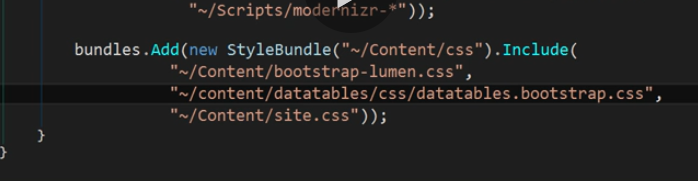 "~/Scripts/modernizr-*"));
bundles.Add(new StyleBundle("~/Content/css").Include(
"~/Content/bootstrap-lumen.css",
"~/content/datatables/css/datatables.bootstrap.css",
"~/Content/site.css"));
}
}